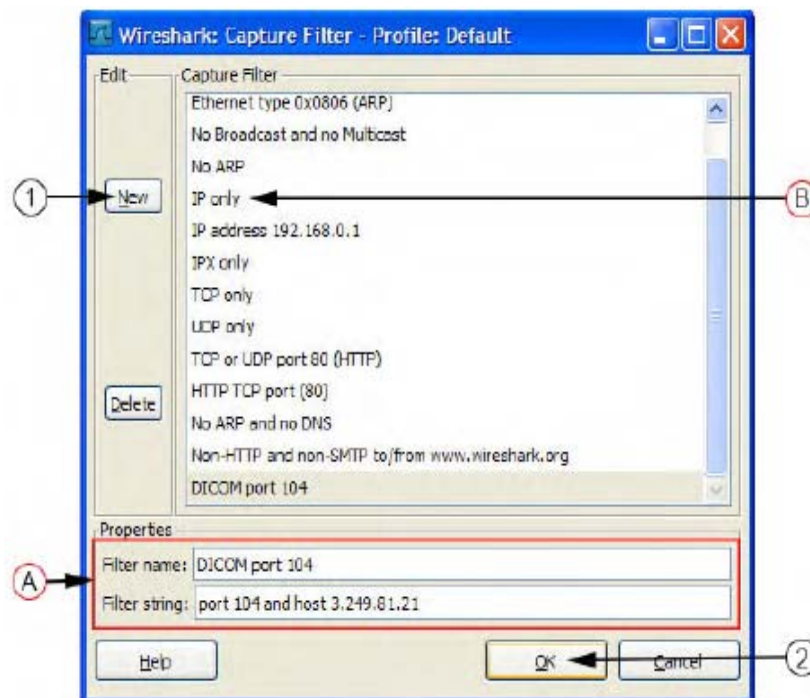 Wireshark: Capture Filter - Profile: Default
Edit
Capture Filter
Ethernet type 0x0806 (ARP)
No Broadcast and no Multicast
No ARP
1
New
IP only
B
IP address 192.168.0.1
IPX only
TCP only
UDP only
TCP or UDP port 80 (HTTP)
HTTP TCP port (80)
Delete
No ARP and no DNS
Non-HTTP and non-SMTP to/from www.wireshark.org
DICOM port 104
Properties
A
Filter name: DICOM port 104
Filter string: port 104 and host 3.249.81.21
Help
OK
Cancel
2